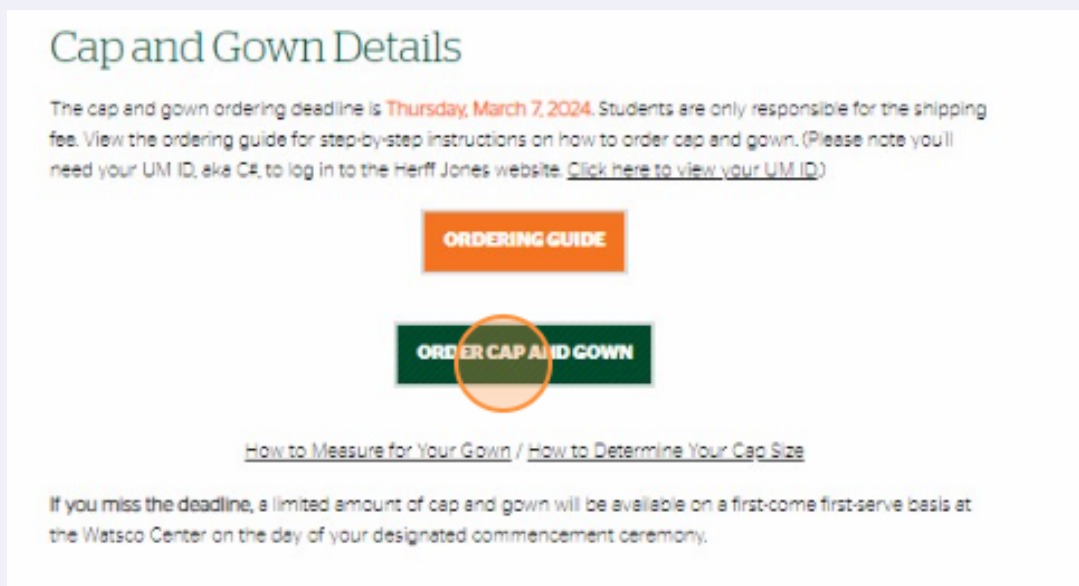 Cap and Gown Details
The cap and gown ordering deadline is Thursday, March 7, 2024. Students are only responsible for the shipping
fee. View the ordering guide for step-by-step instructions on how to order cap and gown. (Please note you'll
need your UM ID, aka C#, to log in to the Herff Jones website. Click here to view your UM ID.)
ORDERING GUIDE
ORDER CAP AND GOWN
How to Measure for Your Gown / How to Determine Your Cap Size
If you miss the deadline, a limited amount of cap and gown will be available on a first-come first-serve basis at
the Watsco Center on the day of your designated commencement ceremony.